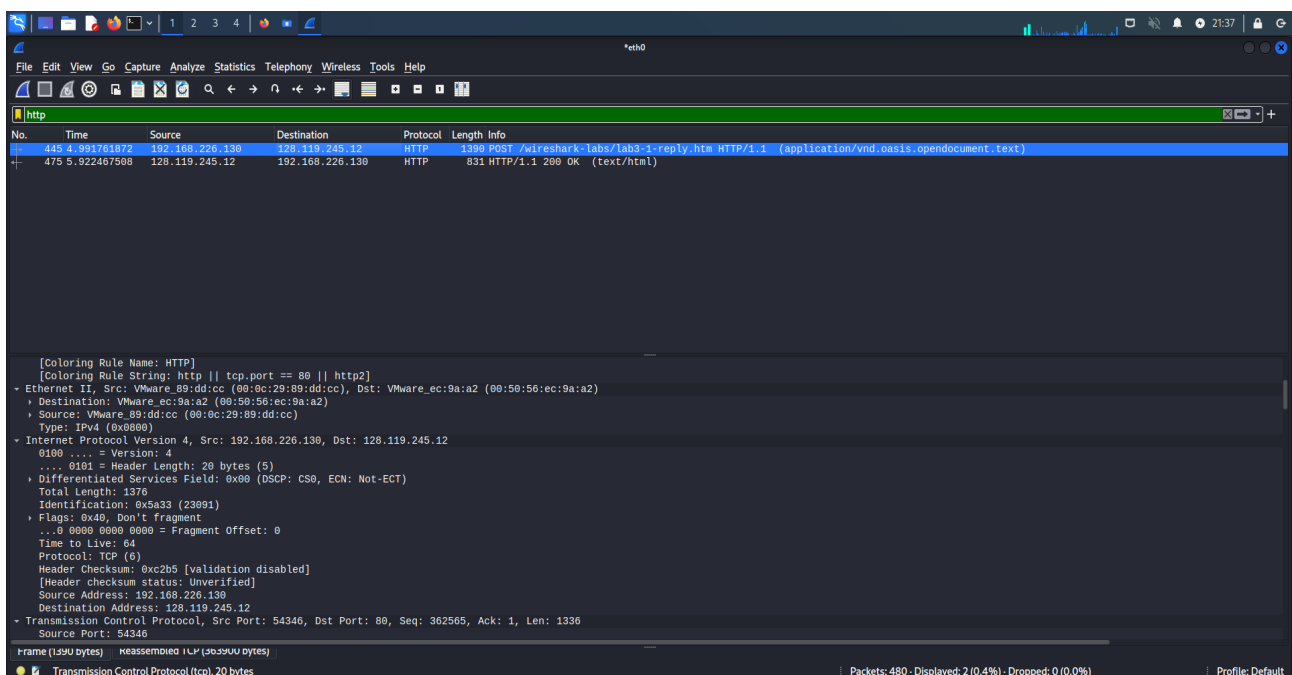 1 2 3 4 21:37
*eth0
File Edit View Go Capture Analyze Statistics Telephony Wireless Tools Help
http
No. Time Source Destination Protocol Length Info
445 4.991761872 192.168.226.130 128.119.245.12 HTTP 1390 POST /wireshark-labs/lab3-1-reply.htm HTTP/1.1 (application/vnd.oasis.opendocument.text)
475 5.922467508 128.119.245.12 192.168.226.130 HTTP 831 HTTP/1.1 200 OK (text/html)
[Coloring Rule Name: HTTP]
[Coloring Rule String: http || tcp.port == 80 || http2]
Ethernet II, Src: VMware_89:dd:cc (00:0c:29:89:dd:cc), Dst: VMware_ec:9a:a2 (00:50:56:ec:9a:a2)
Destination: VMware_ec:9a:a2 (00:50:56:ec:9a:a2)
Source: VMware_89:dd:cc (00:0c:29:89:dd:cc)
Type: IPv4 (0x0800)
Internet Protocol Version 4, Src: 192.168.226.130, Dst: 128.119.245.12
0100 .... = Version: 4
.... 0101 = Header Length: 20 bytes (5)
Differentiated Services Field: 0x00 (DSCP: CS0, ECN: Not-ECT)
Total Length: 1376
Identification: 0x5a33 (23091)
Flags: 0x40, Don't fragment
...0 0000 0000 0000 = Fragment Offset: 0
Time to Live: 64
Protocol: TCP (6)
Header Checksum: 0xc2b5 [validation disabled]
[Header checksum status: Unverified]
Source Address: 192.168.226.130
Destination Address: 128.119.245.12
Transmission Control Protocol, Src Port: 54346, Dst Port: 80, Seq: 362565, Ack: 1, Len: 1336
Source Port: 54346
Frame (1390 bytes) Reassembled TCP (363900 bytes)
Transmission Control Protocol (tcp), 20 bytes Packets: 480 · Displayed: 2 (0.4%) · Dropped: 0 (0.0%) Profile: Default